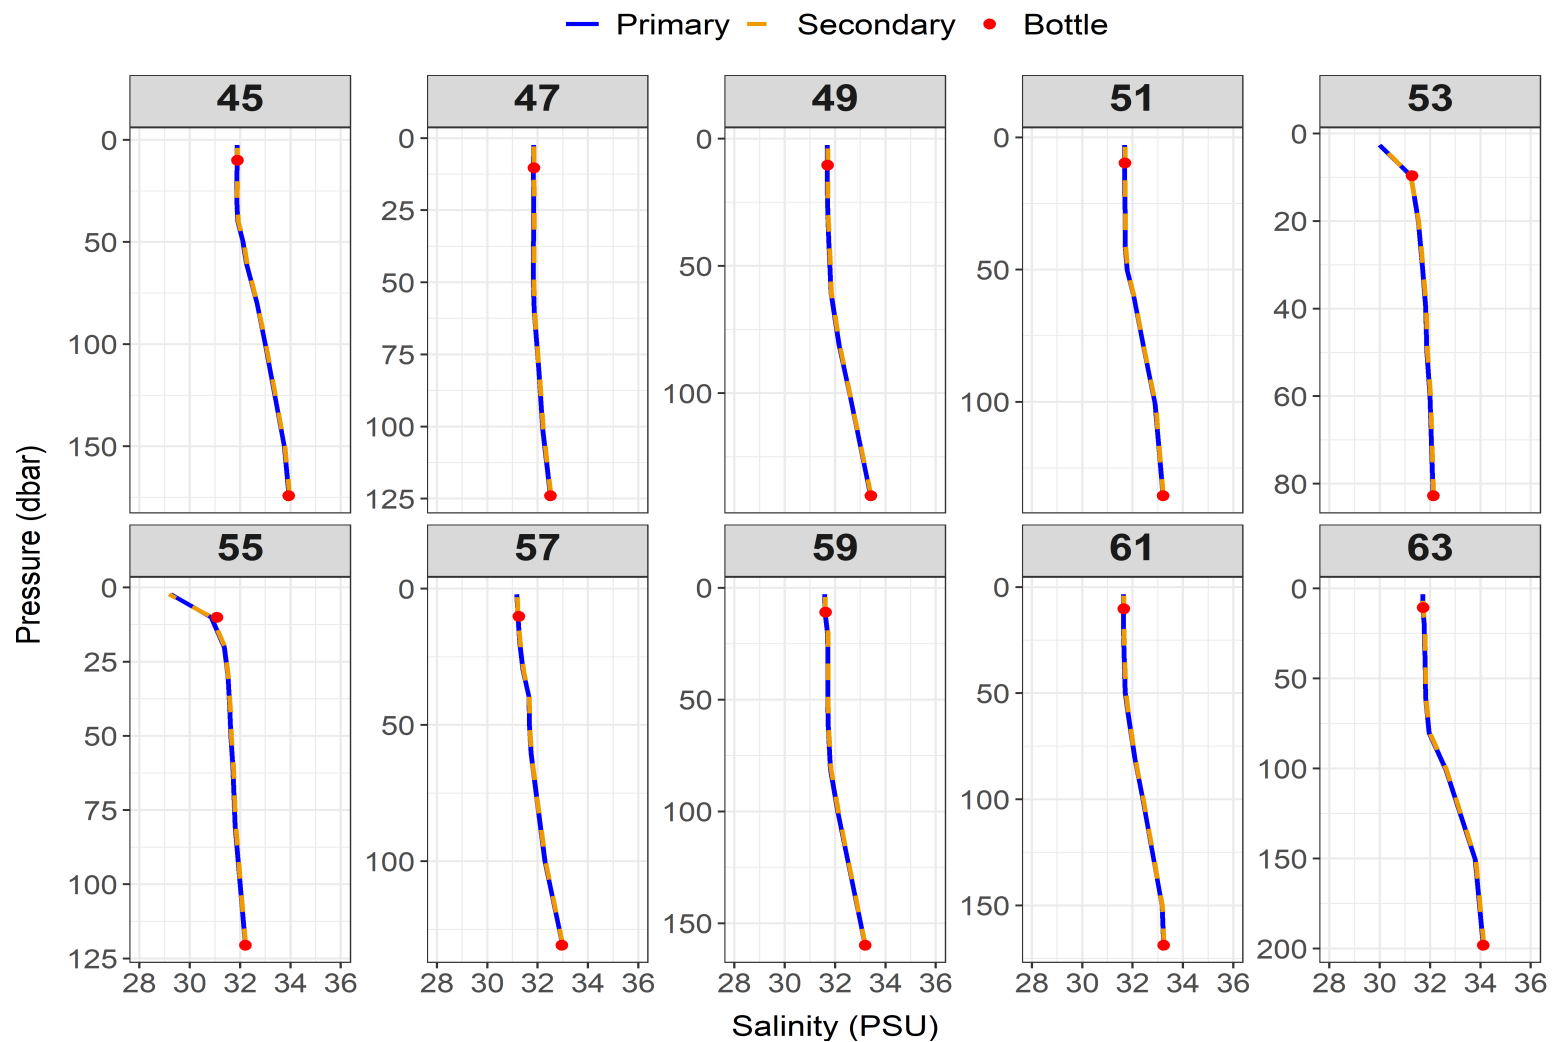 Primary Secondary Bottle
45 47 49 51 53
0 50 100 150
0 25 50 75 100 125
0 50 100
0 50 100
0 20 40 60 80
Pressure (dbar)
55 57 59 61 63
0 25 50 75 100 125
0 50 100
0 50 100 150
0 50 100 150
0 50 100 150 200
28 30 32 34 36 28 30 32 34 36 28 30 32 34 36 28 30 32 34 36 28 30 32 34 36
Salinity (PSU)